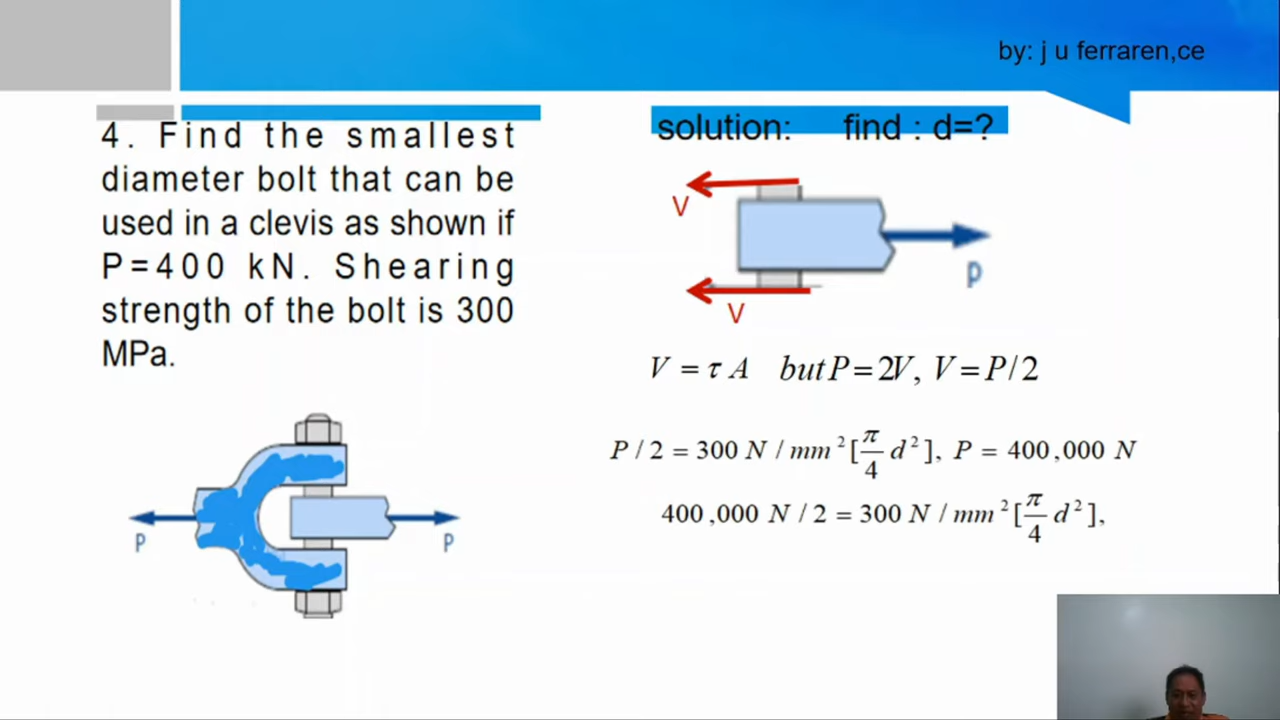 by: j u ferraren,ce
4. Find the smallest
diameter bolt that can be
used in a clevis as shown if
P=400 kN. Shearing
strength of the bolt is 300
MPa.
solution: find : d=?
V
p
V
V = τ A but P = 2V, V = P/2
P / 2 = 300 N / mm² [π/4 d²], P = 400,000 N
400,000 N / 2 = 300 N / mm² [π/4 d²],
P
P